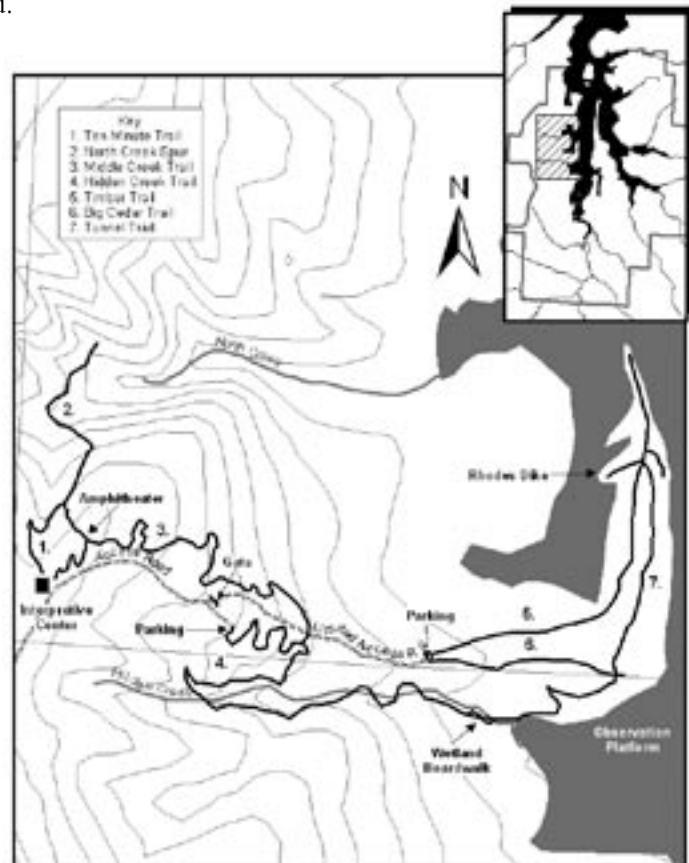 Key
1. Ten Minute Trail
2. North Creek Spur
3. Middle Creek Trail
4. Hidden Creek Trail
5. Timber Trail
6. Big Cedar Trail
7. Tunnel Trail
N
North Creek
2.
Rhodes Dike
Amphitheater
3.
1.
Gate
7.
Interpretive
Center
Parking
5.
Parking
6.
4.
Observation
Platform
Wetland
Boardwalk